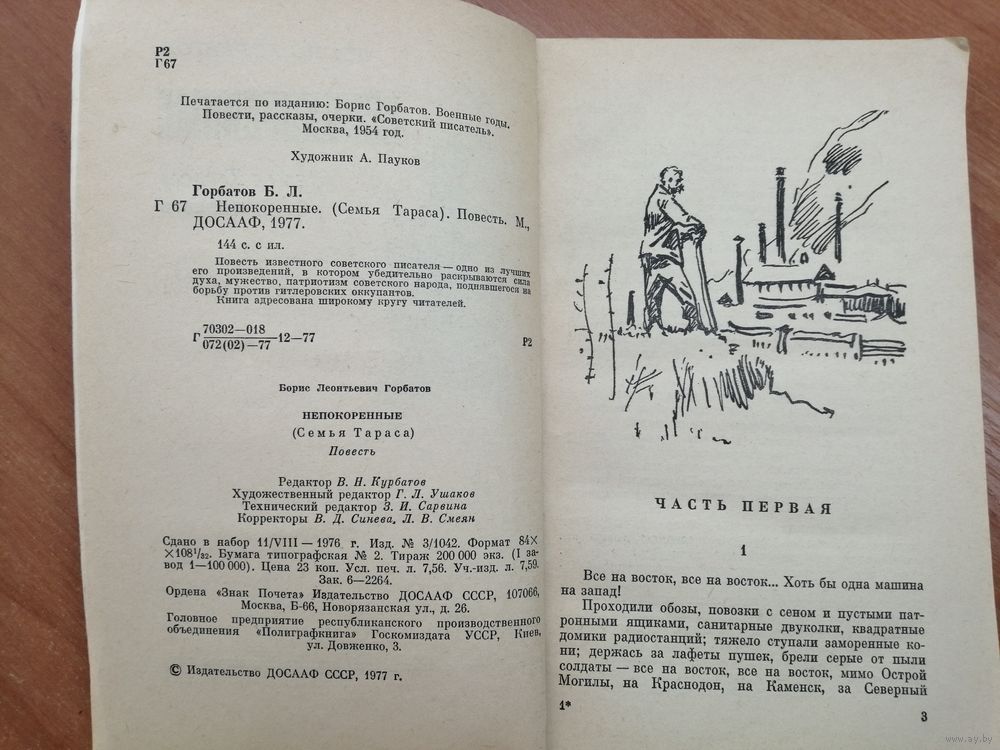 Р2
Г67
Печатается по изданию: Борис Горбатов. Военные годы.
Повести, рассказы, очерки. «Советский писатель».
Москва, 1954 год.
Художник А. Пауков
Горбатов Б. Л.
Г 67 Непокоренные. (Семья Тараса). Повесть. М.,
ДОСААФ, 1977.
144 с. с ил.
Повесть известного советского писателя — одно из лучших
его произведений, в котором убедительно раскрываются сила
духа, мужество, патриотизм советского народа, поднявшегося на
борьбу против гитлеровских оккупантов.
Книга адресована широкому кругу читателей.
Г 70302—018
072(02)—77 —12—77
Р2
Борис Леонтьевич Горбатов
НЕПОКОРЕННЫЕ
(Семья Тараса)
Повесть
Редактор В. Н. Курбатов
Художественный редактор Г. Л. Ушаков
Технический редактор З. И. Сарвина
Корректоры В. Д. Синева, Л. В. Смеян
Сдано в набор 11/VIII — 1976 г. Изд. № 3/1042. Формат 84×
×108¹/₃₂. Бумага типографская № 2. Тираж 200 000 экз. (I за-
вод 1—100 000). Цена 23 коп. Усл. печ. л. 7,56. Уч.-изд. л. 7,59.
Зак. 6—2264.
Ордена «Знак Почета» Издательство ДОСААФ СССР, 107066,
Москва, Б-66, Новорязанская ул., д. 26.
Головное предприятие республиканского производственного
объединения «Полиграфкнига» Госкомиздата УССР, Киев,
ул. Довженко, 3.
© Издательство ДОСААФ СССР, 1977 г.
ЧАСТЬ ПЕРВАЯ
1
Все на восток, все на восток... Хоть бы одна машина
на запад!
Проходили обозы, повозки с сеном и пустыми пат-
ронными ящиками, санитарные двуколки, квадратные
домики радиостанций; тяжело ступали заморенные ко-
ни; держась за лафеты пушек, брели серые от пыли
солдаты — все на восток, все на восток, мимо Острой
Могилы, на Краснодон, на Каменск, за Северный
1*
3
www.ay.by